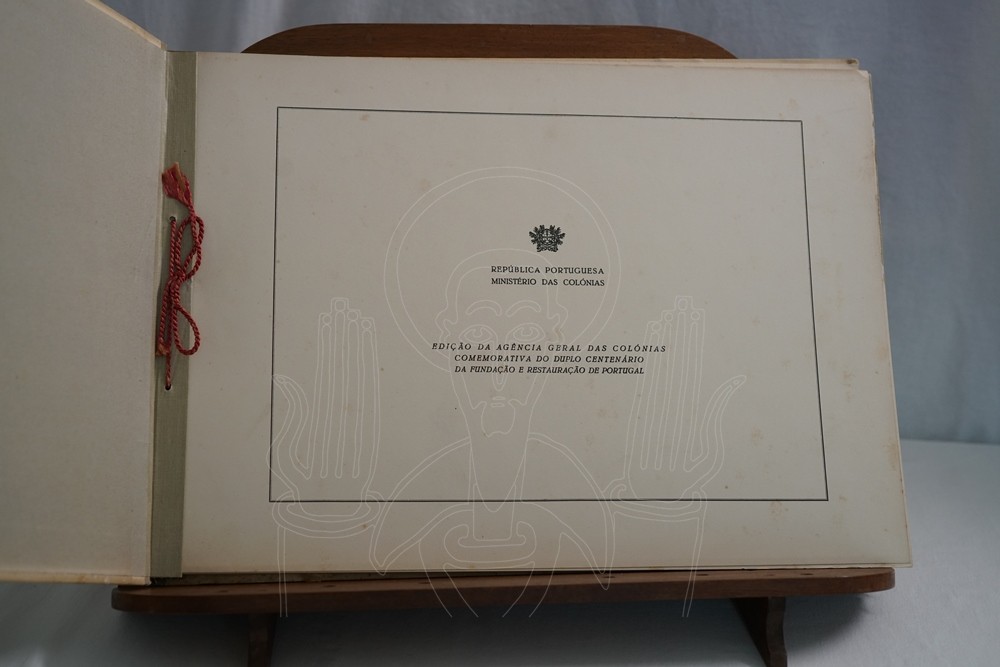 REPÚBLICA PORTUGUESA
MINISTÉRIO DAS COLÓNIAS
EDIÇÃO DA AGÊNCIA GERAL DAS COLÓNIAS
COMEMORATIVA DO DUPLO CENTENÁRIO
DA FUNDAÇÃO E RESTAURAÇÃO DE PORTUGAL